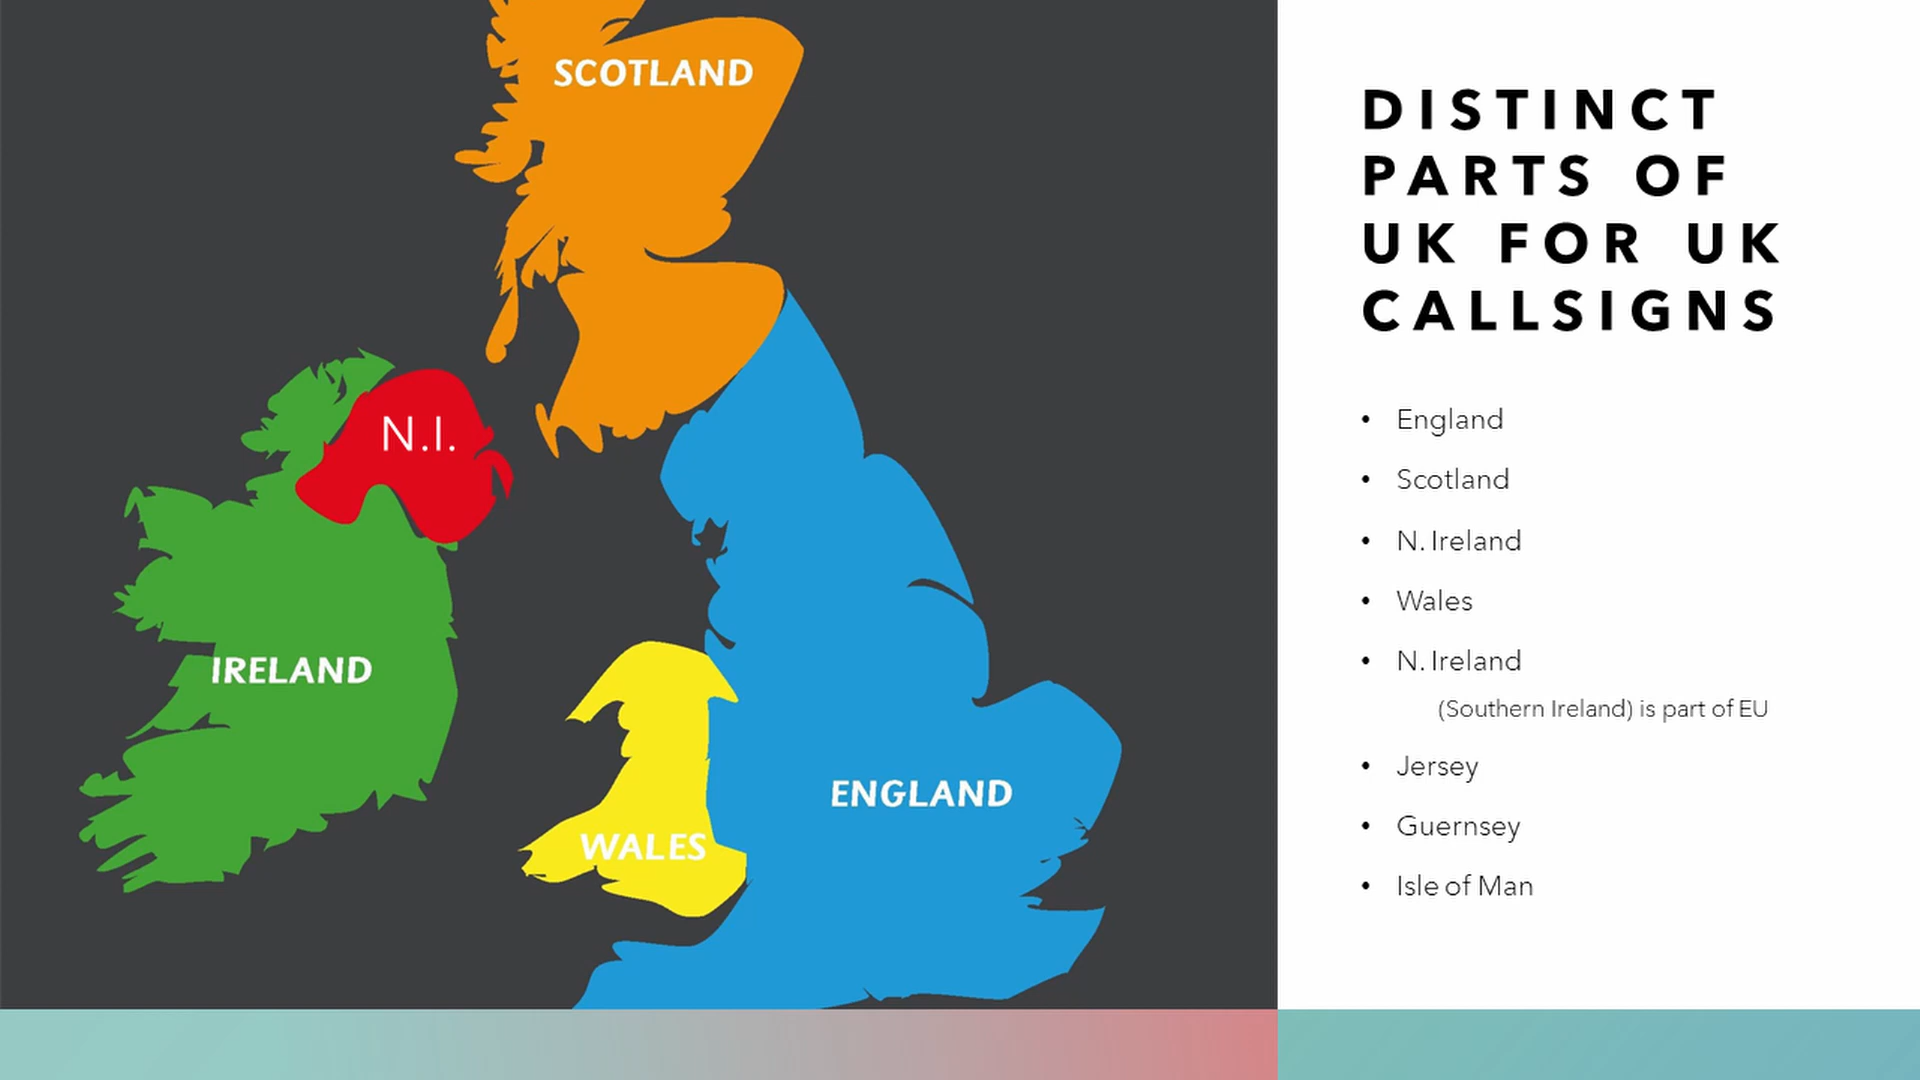 SCOTLAND
N.I.
IRELAND
WALES
ENGLAND
DISTINCT
PARTS OF
UK FOR UK
CALLSIGNS
• England
• Scotland
• N. Ireland
• Wales
• N. Ireland
(Southern Ireland) is part of EU
• Jersey
• Guernsey
• Isle of Man